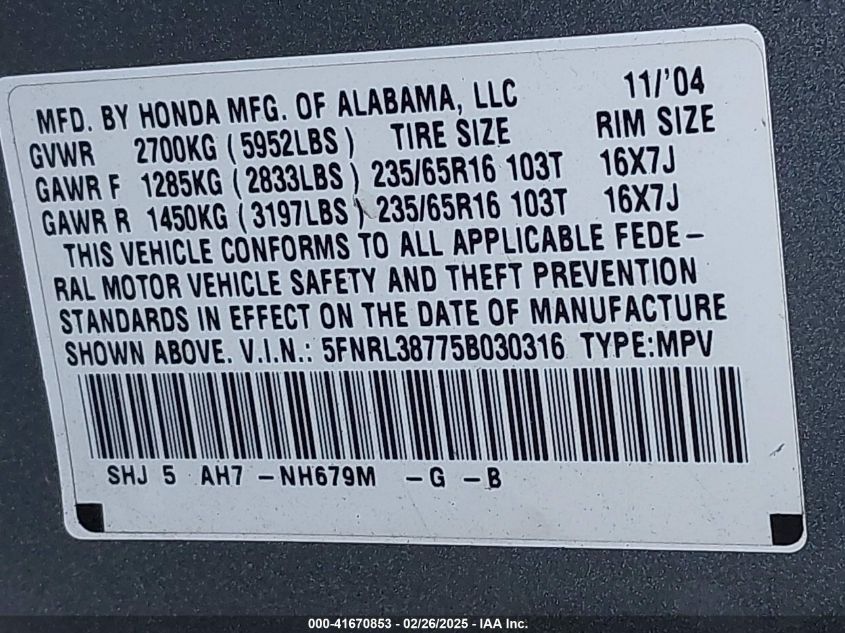 MFD. BY HONDA MFG. OF ALABAMA, LLC 11/'04
GVWR 2700KG (5952LBS) TIRE SIZE RIM SIZE
GAWR F 1285KG (2833LBS) 235/65R16 103T 16X7J
GAWR R 1450KG (3197LBS) 235/65R16 103T 16X7J
THIS VEHICLE CONFORMS TO ALL APPLICABLE FEDE-
RAL MOTOR VEHICLE SAFETY AND THEFT PREVENTION
STANDARDS IN EFFECT ON THE DATE OF MANUFACTURE
SHOWN ABOVE. V.I.N.: 5FNRL38775B030316 TYPE:MPV
SHJ 5 AH7 -NH679M -G -B
000-41670853 - 02/26/2025 - IAA Inc.